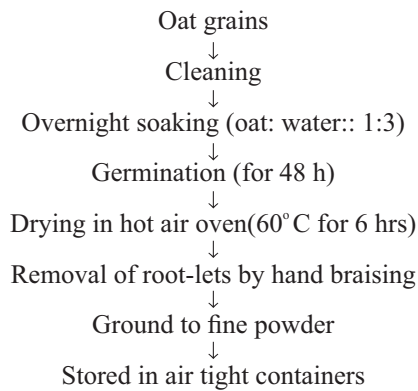 Oat grains
↓
Cleaning
↓
Overnight soaking (oat: water:: 1:3)
↓
Germination (for 48 h)
↓
Drying in hot air oven(60°C for 6 hrs)
↓
Removal of root-lets by hand braising
↓
Ground to fine powder
↓
Stored in air tight containers